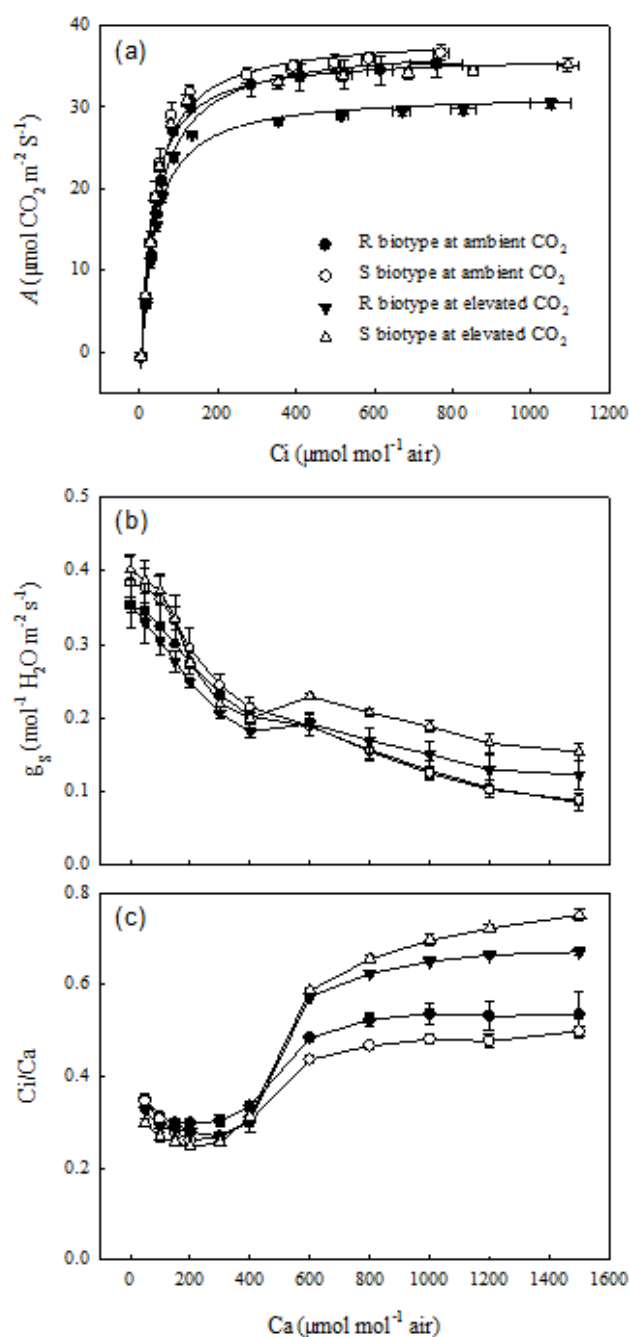 (a)
40
30
20
10
0
A (μmol CO₂ m⁻² S⁻¹)
R biotype at ambient CO₂
S biotype at ambient CO₂
R biotype at elevated CO₂
S biotype at elevated CO₂
0 200 400 600 800 1000 1200
Ci (μmol mol⁻¹ air)
(b)
0.5
0.4
0.3
0.2
0.1
0.0
gₛ (mol⁻¹ H₂O m⁻² s⁻¹)
(c)
0.8
0.6
0.4
0.2
0.0
Ci/Ca
0 200 400 600 800 1000 1200 1400 1600
Ca (μmol mol⁻¹ air)